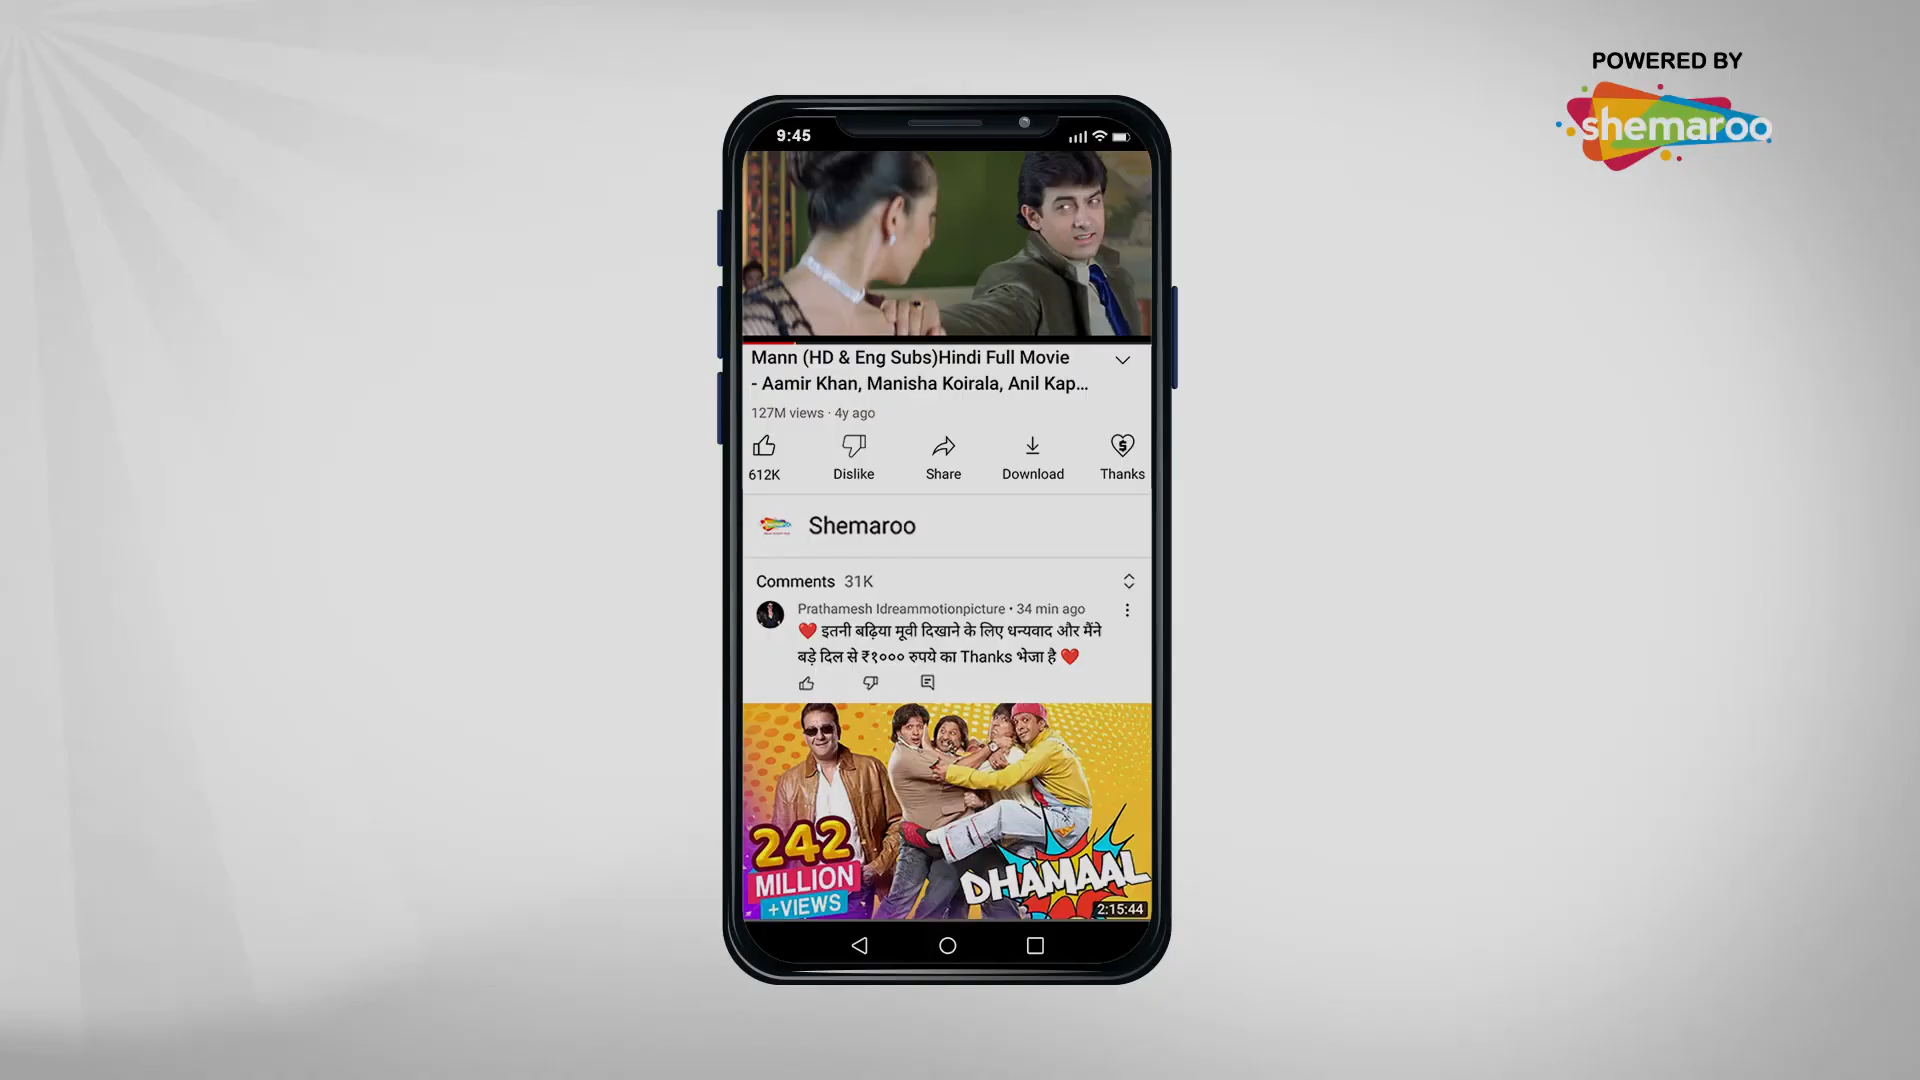 POWERED BY
shemaroo
9:45
Mann (HD & Eng Subs)Hindi Full Movie
- Aamir Khan, Manisha Koirala, Anil Kap...
127M views · 4y ago
612K Dislike Share Download Thanks
Shemaroo
Comments 31K
Prathamesh Idreammotionpicture • 34 min ago
❤️ इतनी बढ़िया मूवी दिखाने के लिए धन्यवाद और मैंने
बड़े दिल से ₹१००० रुपये का Thanks भेजा है ❤️
242
MILLION
+VIEWS
DHAMAAL
2:15:44